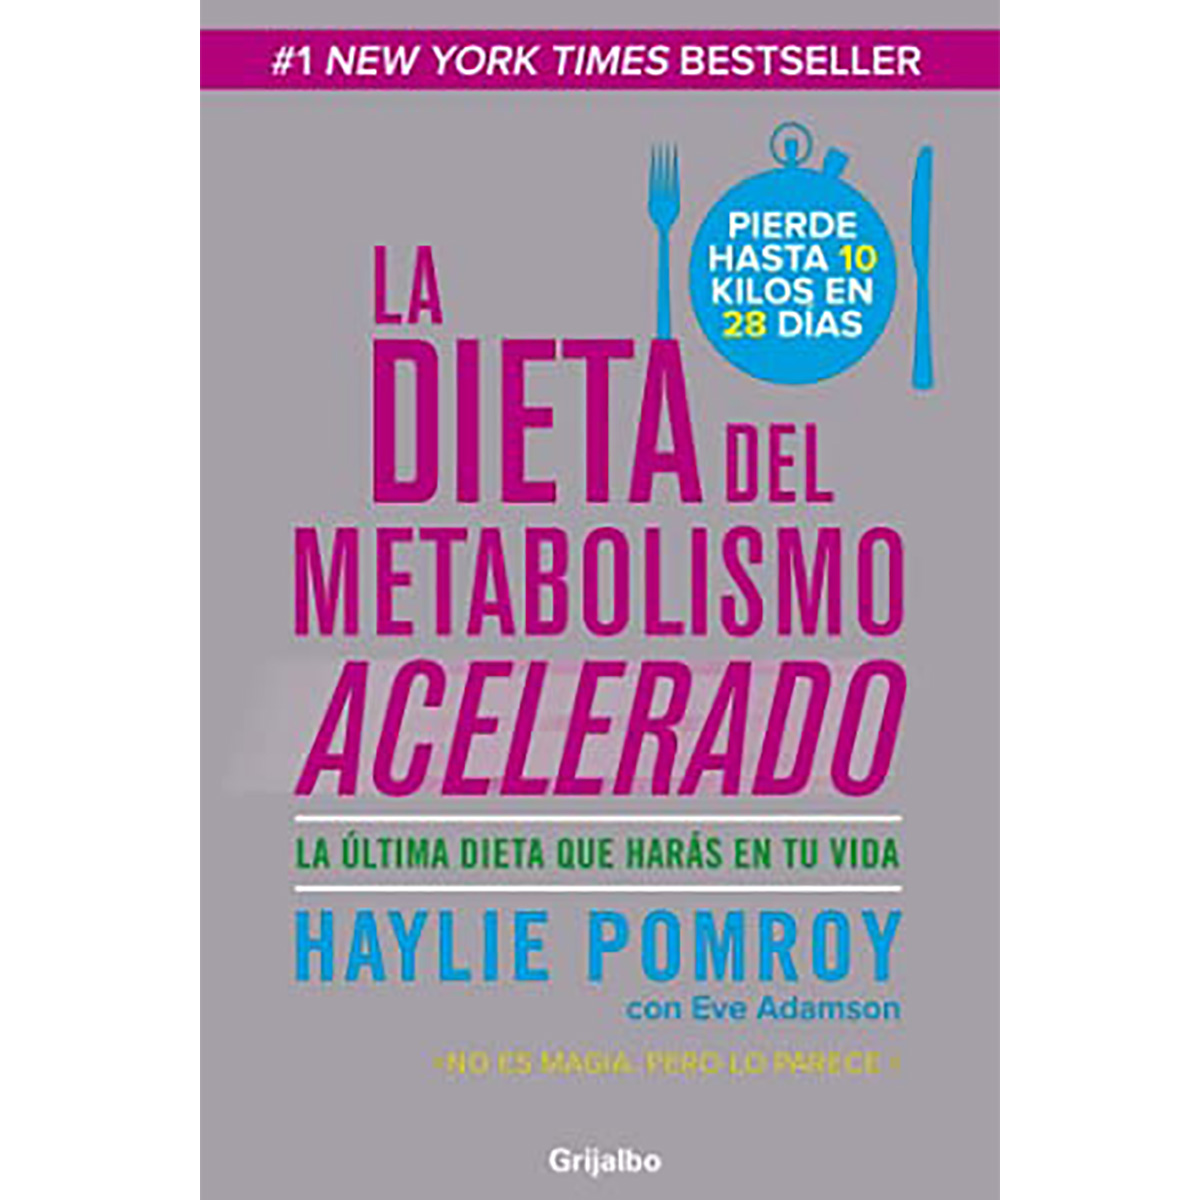 #1 NEW YORK TIMES BESTSELLER
PIERDE
HASTA 10
KILOS EN
28 DÍAS
LA
DIETA DEL
METABOLISMO
ACELERADO
LA ÚLTIMA DIETA QUE HARÁS EN TU VIDA
HAYLIE POMROY
con Eve Adamson
«NO ES MAGIA, PERO LO PARECE.»
Grijalbo